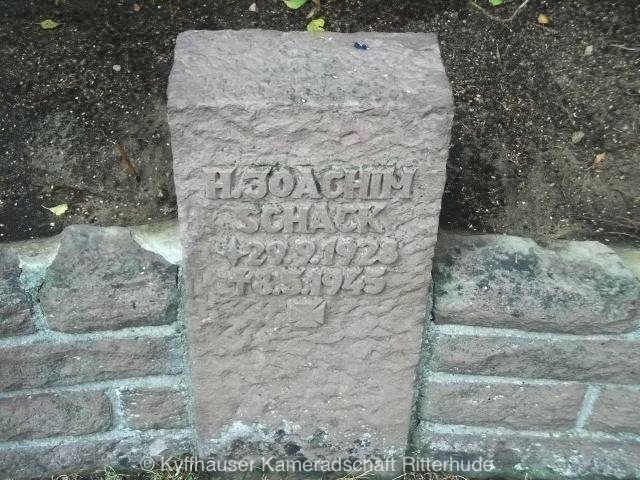 H. JOACHIM
SCHACK
*29.9.1928
†8.5.1945
© Kyffhäuser Kameradschaft Ritterhude